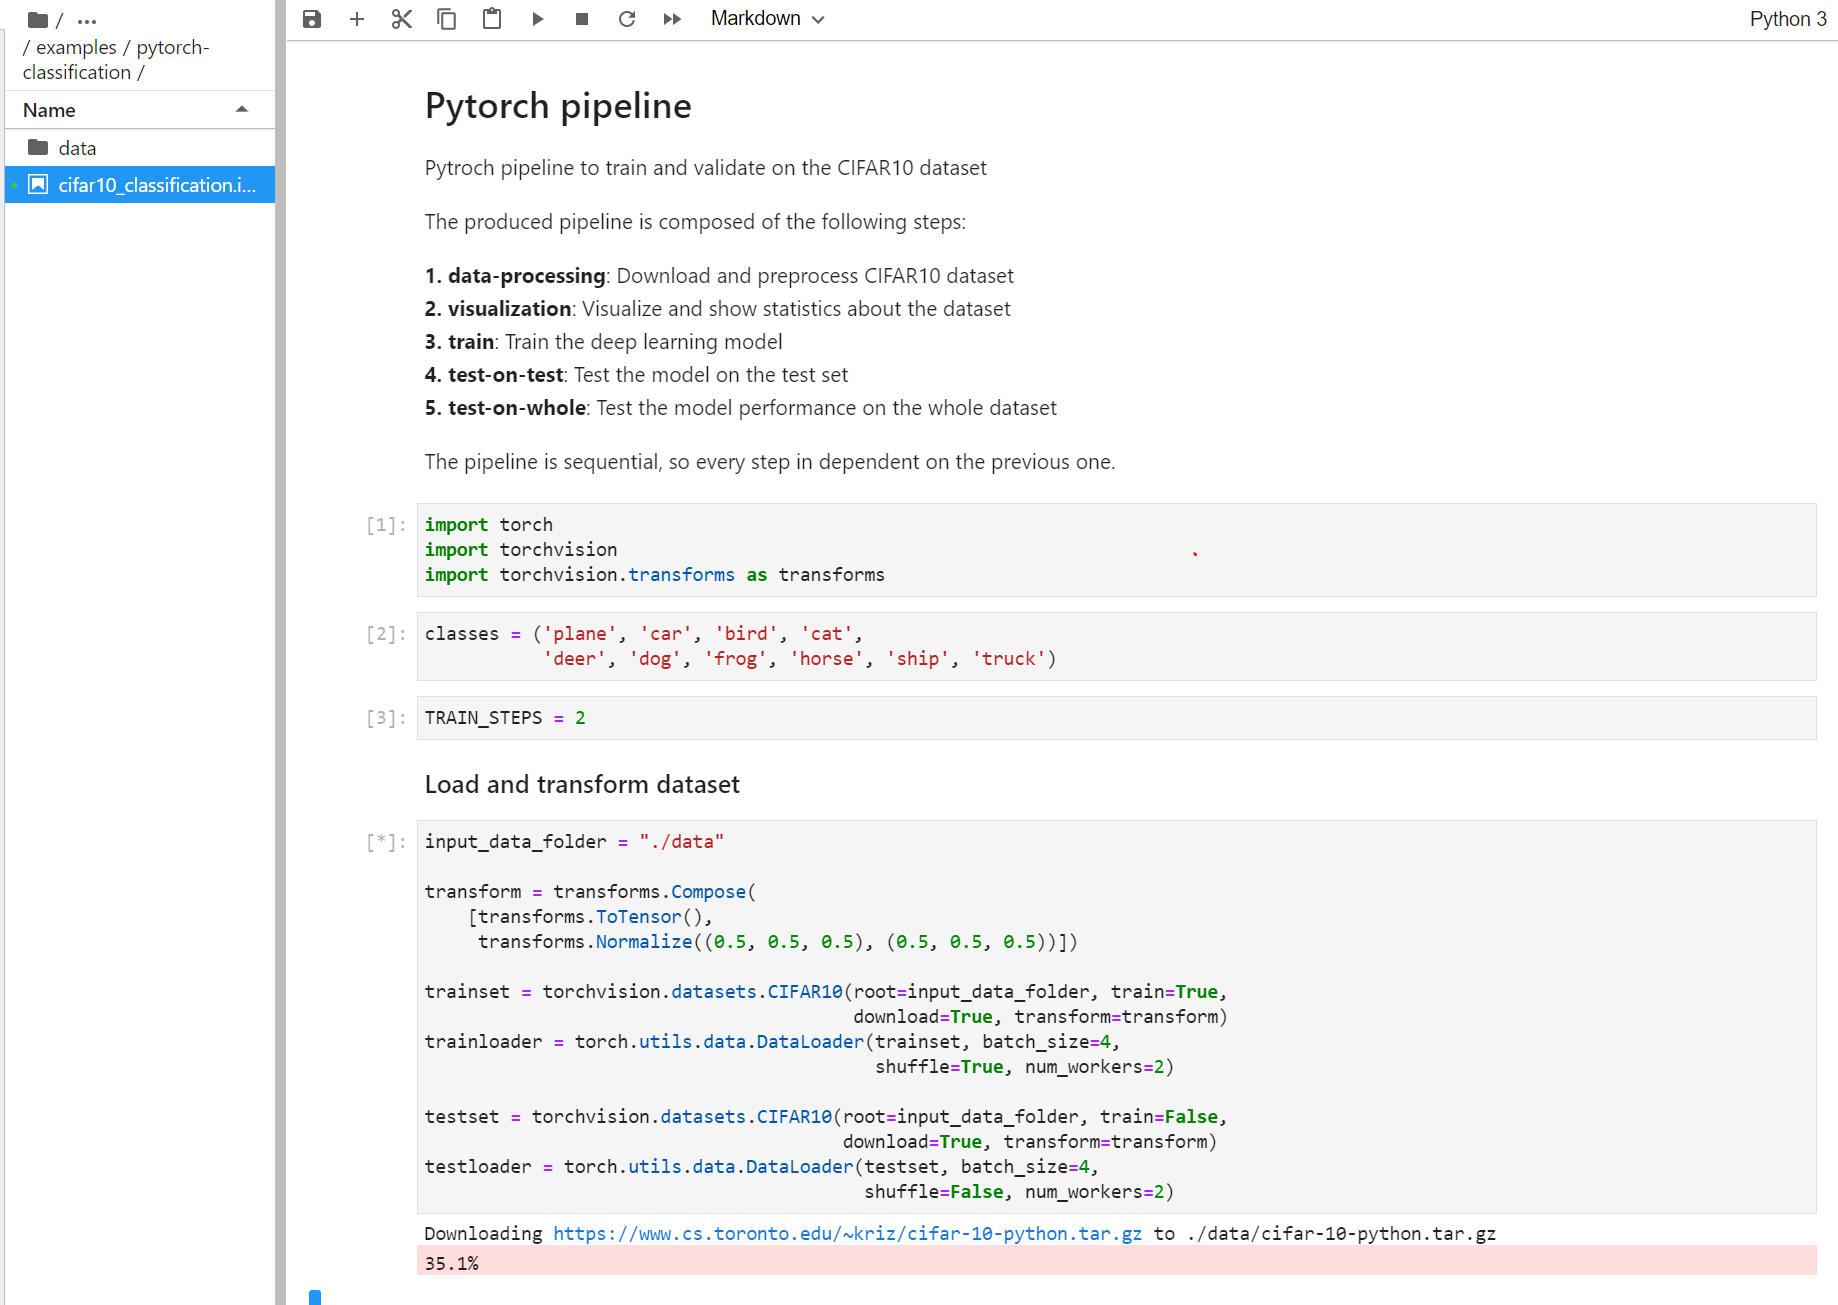 / ...
/ examples / pytorch-
classification /
Name
data
cifar10_classification.i...
Markdown
Python 3
Pytorch pipeline
Pytroch pipeline to train and validate on the CIFAR10 dataset
The produced pipeline is composed of the following steps:
1. data-processing: Download and preprocess CIFAR10 dataset
2. visualization: Visualize and show statistics about the dataset
3. train: Train the deep learning model
4. test-on-test: Test the model on the test set
5. test-on-whole: Test the model performance on the whole dataset
The pipeline is sequential, so every step in dependent on the previous one.
[1]: import torch
import torchvision
import torchvision.transforms as transforms
[2]: classes = ('plane', 'car', 'bird', 'cat',
'deer', 'dog', 'frog', 'horse', 'ship', 'truck')
[3]: TRAIN_STEPS = 2
Load and transform dataset
[*]: input_data_folder = "./data"
transform = transforms.Compose(
[transforms.ToTensor(),
transforms.Normalize((0.5, 0.5, 0.5), (0.5, 0.5, 0.5))])
trainset = torchvision.datasets.CIFAR10(root=input_data_folder, train=True,
download=True, transform=transform)
trainloader = torch.utils.data.DataLoader(trainset, batch_size=4,
shuffle=True, num_workers=2)
testset = torchvision.datasets.CIFAR10(root=input_data_folder, train=False,
download=True, transform=transform)
testloader = torch.utils.data.DataLoader(testset, batch_size=4,
shuffle=False, num_workers=2)
Downloading https://www.cs.toronto.edu/~kriz/cifar-10-python.tar.gz to ./data/cifar-10-python.tar.gz
35.1%